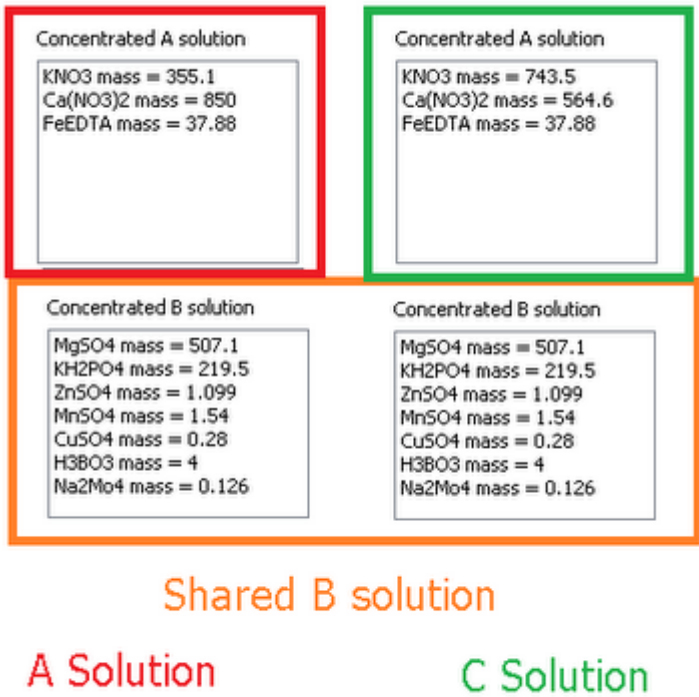 Concentrated A solution
KNO3 mass = 355.1
Ca(NO3)2 mass = 850
FeEDTA mass = 37.88
Concentrated A solution
KNO3 mass = 743.5
Ca(NO3)2 mass = 564.6
FeEDTA mass = 37.88
Concentrated B solution
MgSO4 mass = 507.1
KH2PO4 mass = 219.5
ZnSO4 mass = 1.099
MnSO4 mass = 1.54
CuSO4 mass = 0.28
H3BO3 mass = 4
Na2Mo4 mass = 0.126
Concentrated B solution
MgSO4 mass = 507.1
KH2PO4 mass = 219.5
ZnSO4 mass = 1.099
MnSO4 mass = 1.54
CuSO4 mass = 0.28
H3BO3 mass = 4
Na2Mo4 mass = 0.126
Shared B solution
A Solution
C Solution